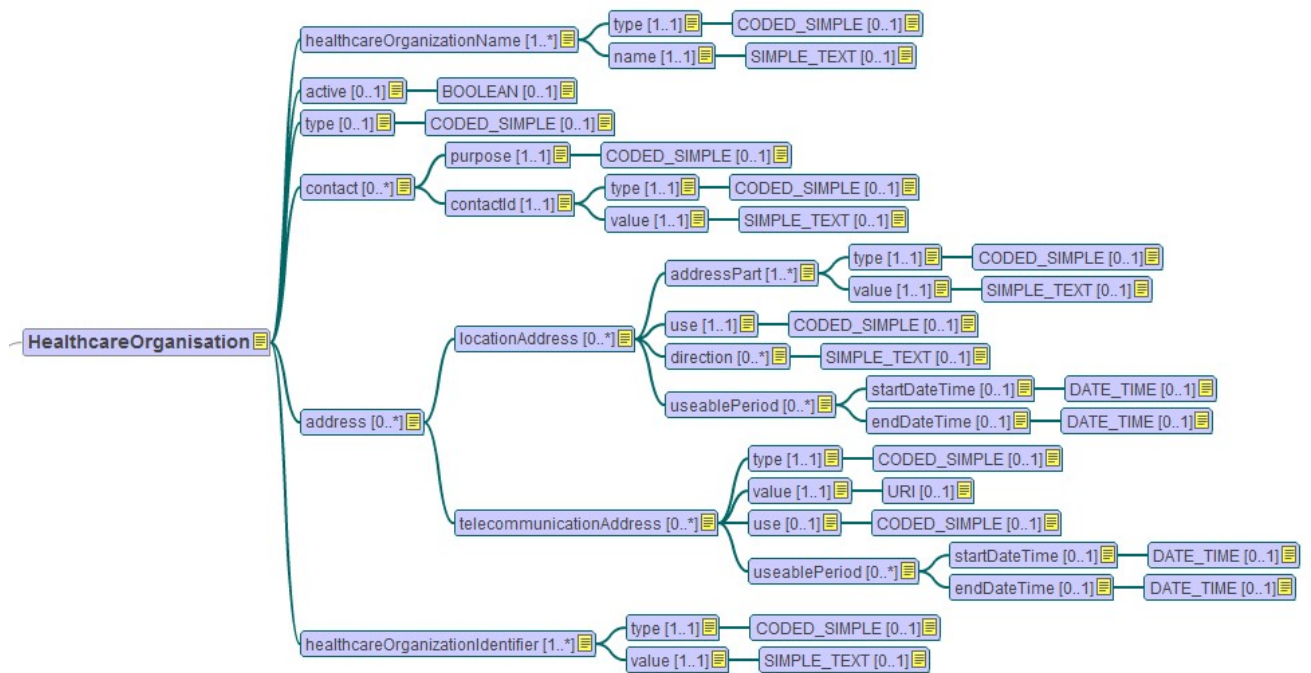 healthcareOrganizationName [1..*]
type [1..1]
CODED_SIMPLE [0..1]
name [1..1]
SIMPLE_TEXT [0..1]
active [0..1]
BOOLEAN [0..1]
type [0..1]
CODED_SIMPLE [0..1]
contact [0..*]
purpose [1..1]
CODED_SIMPLE [0..1]
contactId [1..1]
type [1..1]
CODED_SIMPLE [0..1]
value [1..1]
SIMPLE_TEXT [0..1]
HealthcareOrganisation
address [0..*]
locationAddress [0..*]
addressPart [1..*]
type [1..1]
CODED_SIMPLE [0..1]
value [1..1]
SIMPLE_TEXT [0..1]
use [1..1]
CODED_SIMPLE [0..1]
direction [0..*]
SIMPLE_TEXT [0..1]
useablePeriod [0..*]
startDateTime [0..1]
DATE_TIME [0..1]
endDateTime [0..1]
DATE_TIME [0..1]
telecommunicationAddress [0..*]
type [1..1]
CODED_SIMPLE [0..1]
value [1..1]
URI [0..1]
use [0..1]
CODED_SIMPLE [0..1]
useablePeriod [0..*]
startDateTime [0..1]
DATE_TIME [0..1]
endDateTime [0..1]
DATE_TIME [0..1]
healthcareOrganizationIdentifier [1..*]
type [1..1]
CODED_SIMPLE [0..1]
value [1..1]
SIMPLE_TEXT [0..1]